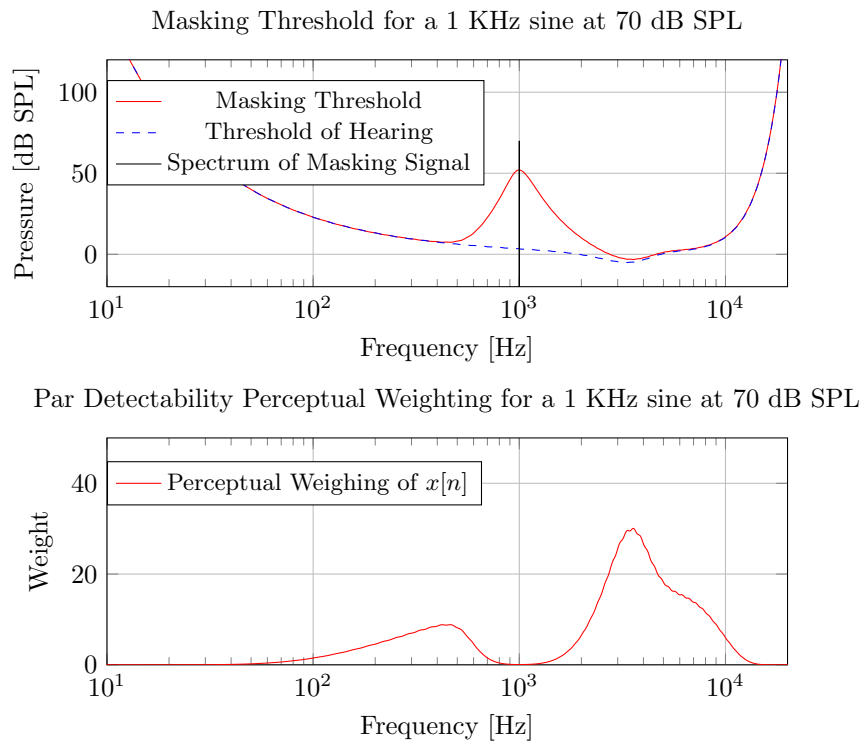 Masking Threshold for a 1 KHz sine at 70 dB SPL
100
50
0
Pressure [dB SPL]
Masking Threshold
Threshold of Hearing
Spectrum of Masking Signal
10^1
10^2
10^3
10^4
Frequency [Hz]
Par Detectability Perceptual Weighting for a 1 KHz sine at 70 dB SPL
40
20
0
Weight
Perceptual Weighing of x[n]
10^1
10^2
10^3
10^4
Frequency [Hz]